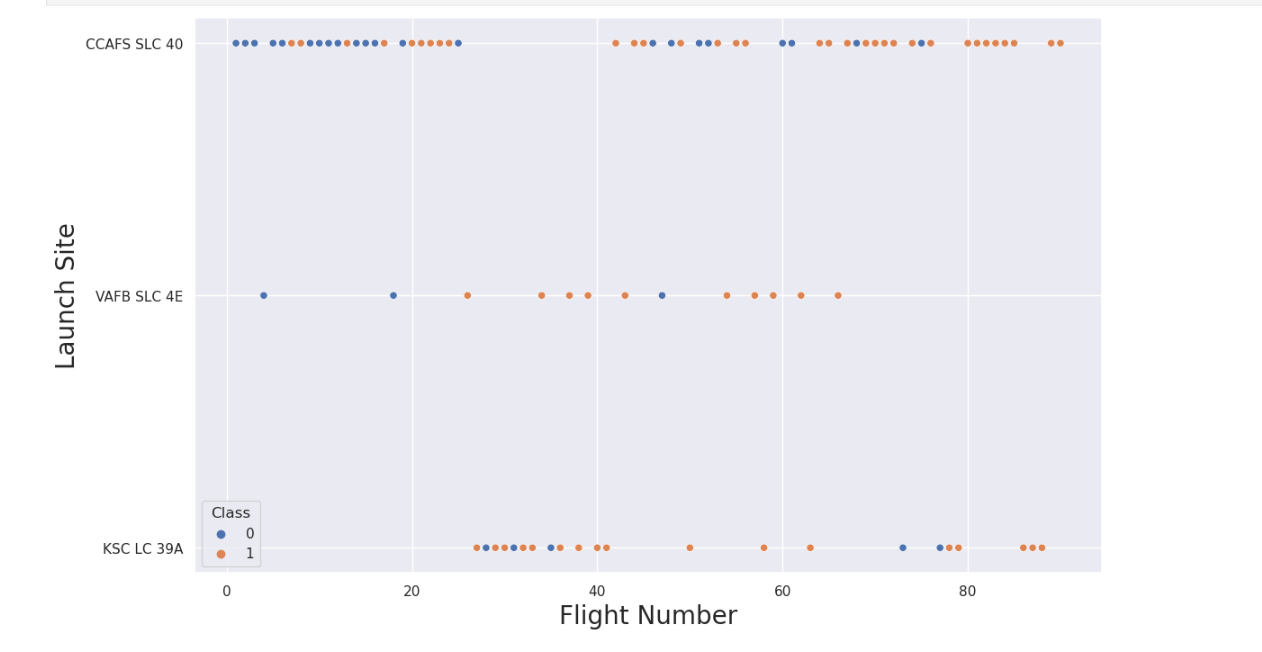 CCAFS SLC 40
VAFB SLC 4E
KSC LC 39A
Launch Site
Class
0
1
0 20 40 60 80
Flight Number